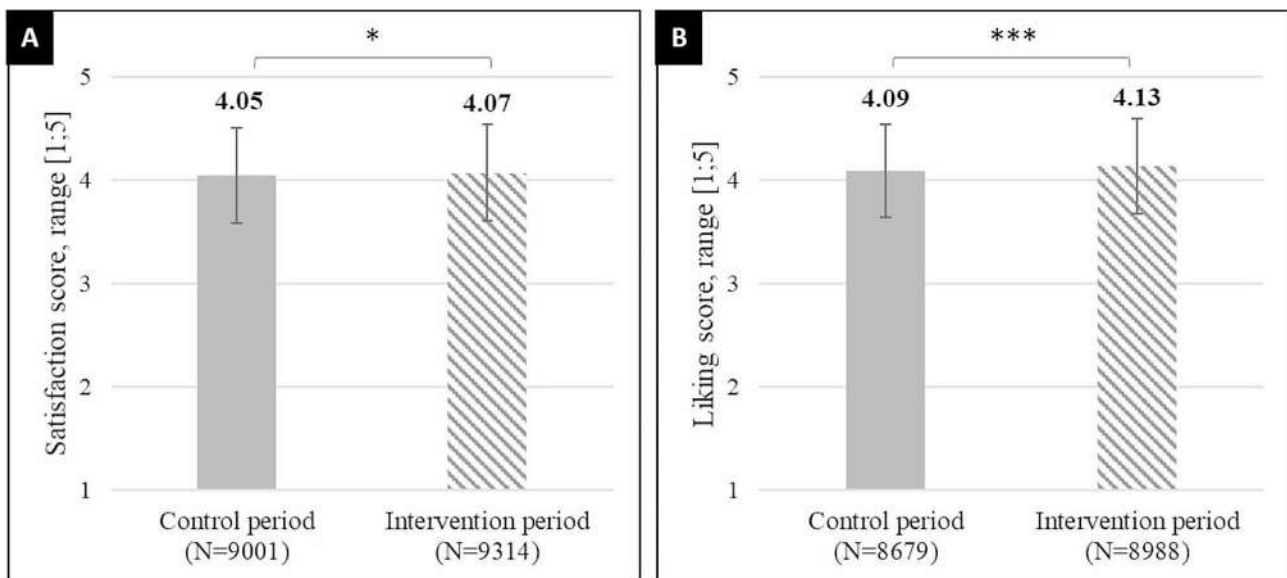 A
*
Satisfaction score, range [1;5]
5
4
3
2
1
4.05
4.07
Control period
(N=9001)
Intervention period
(N=9314)
B
***
Liking score, range [1;5]
5
4
3
2
1
4.09
4.13
Control period
(N=8679)
Intervention period
(N=8988)